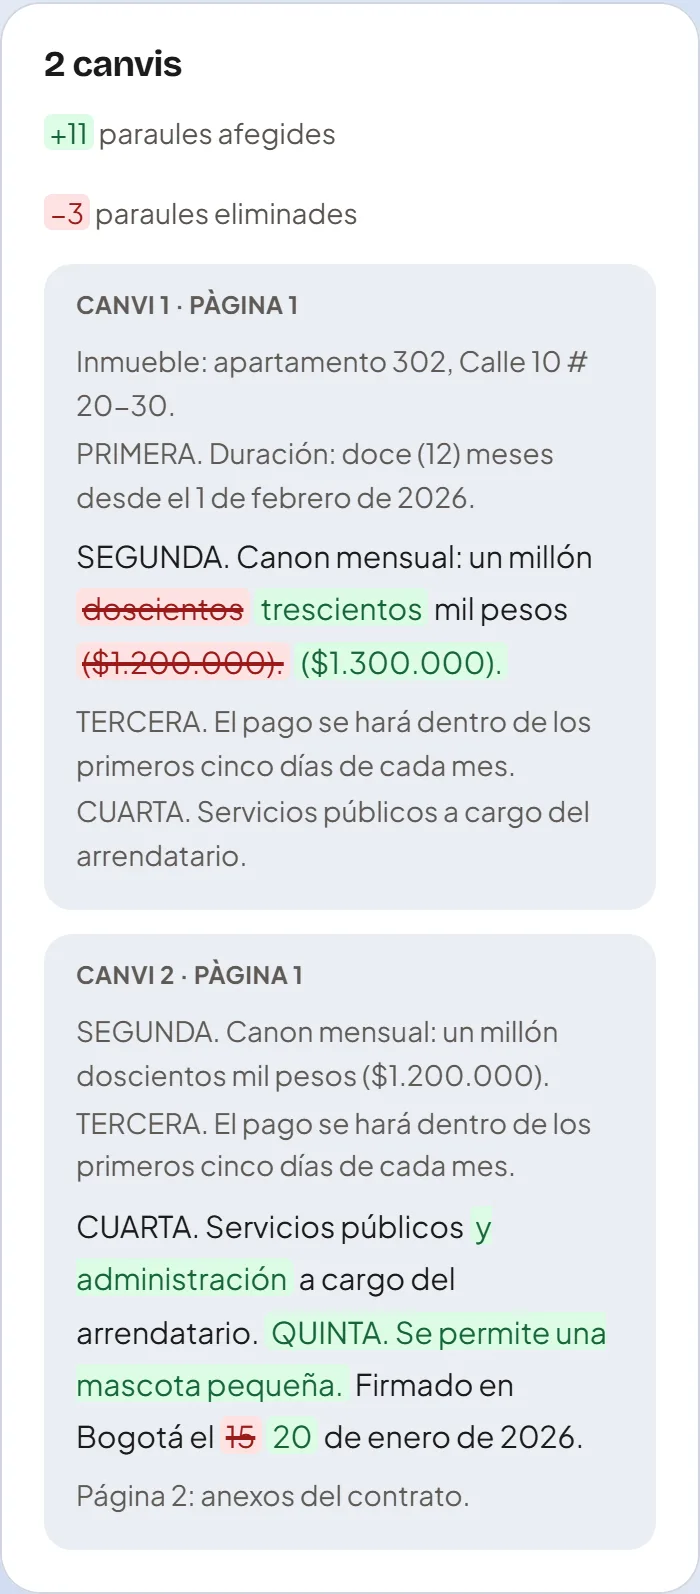 2 canvis
+11 paraules afegides
−3 paraules eliminades
CANVI 1 · PÀGINA 1
Inmueble: apartamento 302, Calle 10 #
20–30.
PRIMERA. Duración: doce (12) meses
desde el 1 de febrero de 2026.
SEGUNDA. Canon mensual: un millón
doscientos trescientos mil pesos
($1.200.000). ($1.300.000).
TERCERA. El pago se hará dentro de los
primeros cinco días de cada mes.
CUARTA. Servicios públicos a cargo del
arrendatario.
CANVI 2 · PÀGINA 1
SEGUNDA. Canon mensual: un millón
doscientos mil pesos ($1.200.000).
TERCERA. El pago se hará dentro de los
primeros cinco días de cada mes.
CUARTA. Servicios públicos y
administración a cargo del
arrendatario. QUINTA. Se permite una
mascota pequeña. Firmado en
Bogotá el 15 20 de enero de 2026.
Página 2: anexos del contrato.